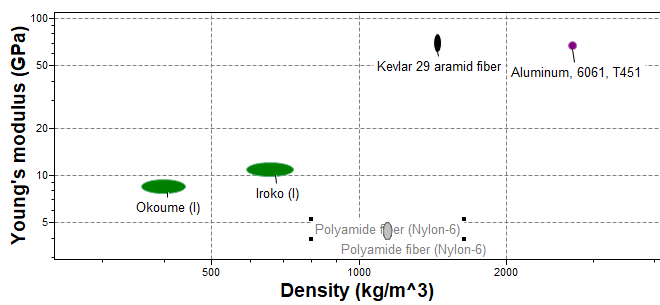 Young's modulus (GPa)
100
50
20
10
5
Kevlar 29 aramid fiber
Aluminum, 6061, T451
Iroko (l)
Okoume (l)
Polyamide fiber (Nylon-6)
Polyamide fiber (Nylon-6)
500
1000
2000
Density (kg/m^3)